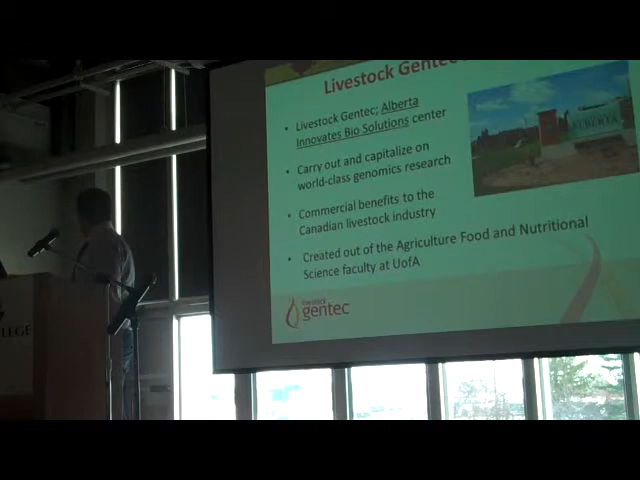 Livestock Gentec
• Livestock Gentec; Alberta
Innovates Bio Solutions center
• Carry out and capitalize on
world-class genomics research
• Commercial benefits to the
Canadian livestock industry
• Created out of the Agriculture Food and Nutritional
Science faculty at UofA
livestock
gentec
ALBERTA
LLEGE